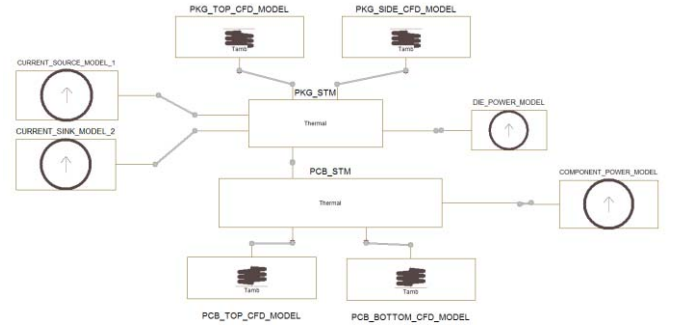 PKG_TOP_CFD_MODEL
PKG_SIDE_CFD_MODEL
Tamb
Tamb
CURRENT_SOURCE_MODEL_1
PKG_STM
Thermal
DIE_POWER_MODEL
CURRENT_SINK_MODEL_2
PCB_STM
Thermal
COMPONENT_POWER_MODEL
Tamb
Tamb
PCB_TOP_CFD_MODEL
PCB_BOTTOM_CFD_MODEL